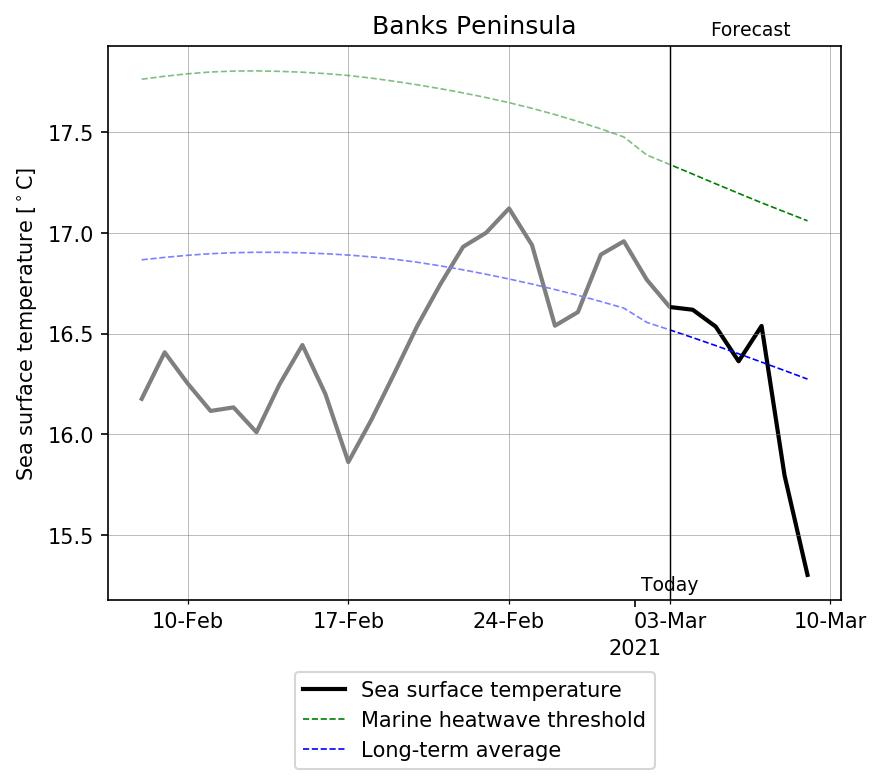 Banks Peninsula
Forecast
Sea surface temperature [°C]
17.5
17.0
16.5
16.0
15.5
Today
10-Feb
17-Feb
24-Feb
03-Mar
10-Mar
2021
Sea surface temperature
Marine heatwave threshold
Long-term average